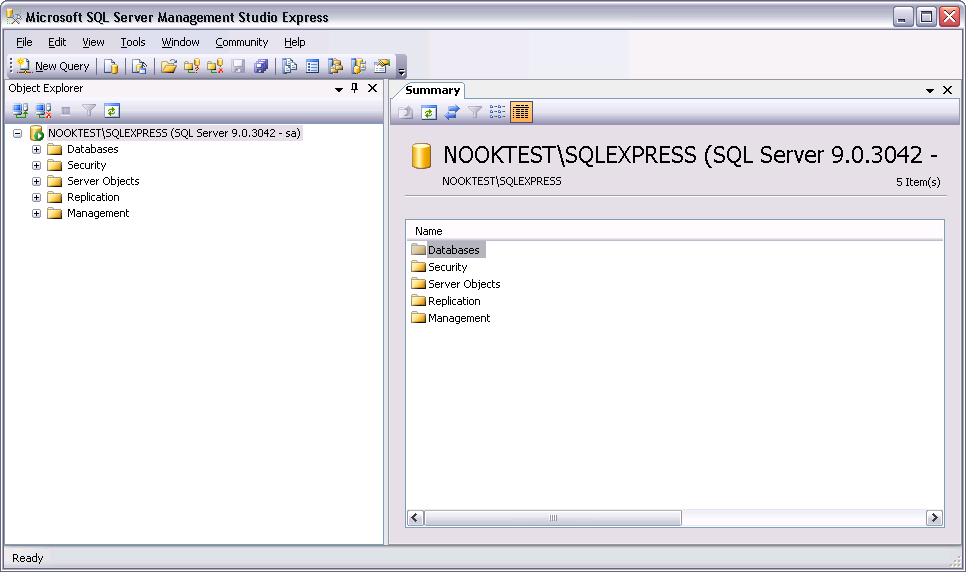 Microsoft SQL Server Management Studio Express
File Edit View Tools Window Community Help
New Query
Object Explorer
NOOKTEST\SQLEXPRESS (SQL Server 9.0.3042 - sa)
Databases
Security
Server Objects
Replication
Management
Summary
NOOKTEST\SQLEXPRESS (SQL Server 9.0.3042 -
NOOKTEST\SQLEXPRESS 5 Item(s)
Name
Databases
Security
Server Objects
Replication
Management
Ready